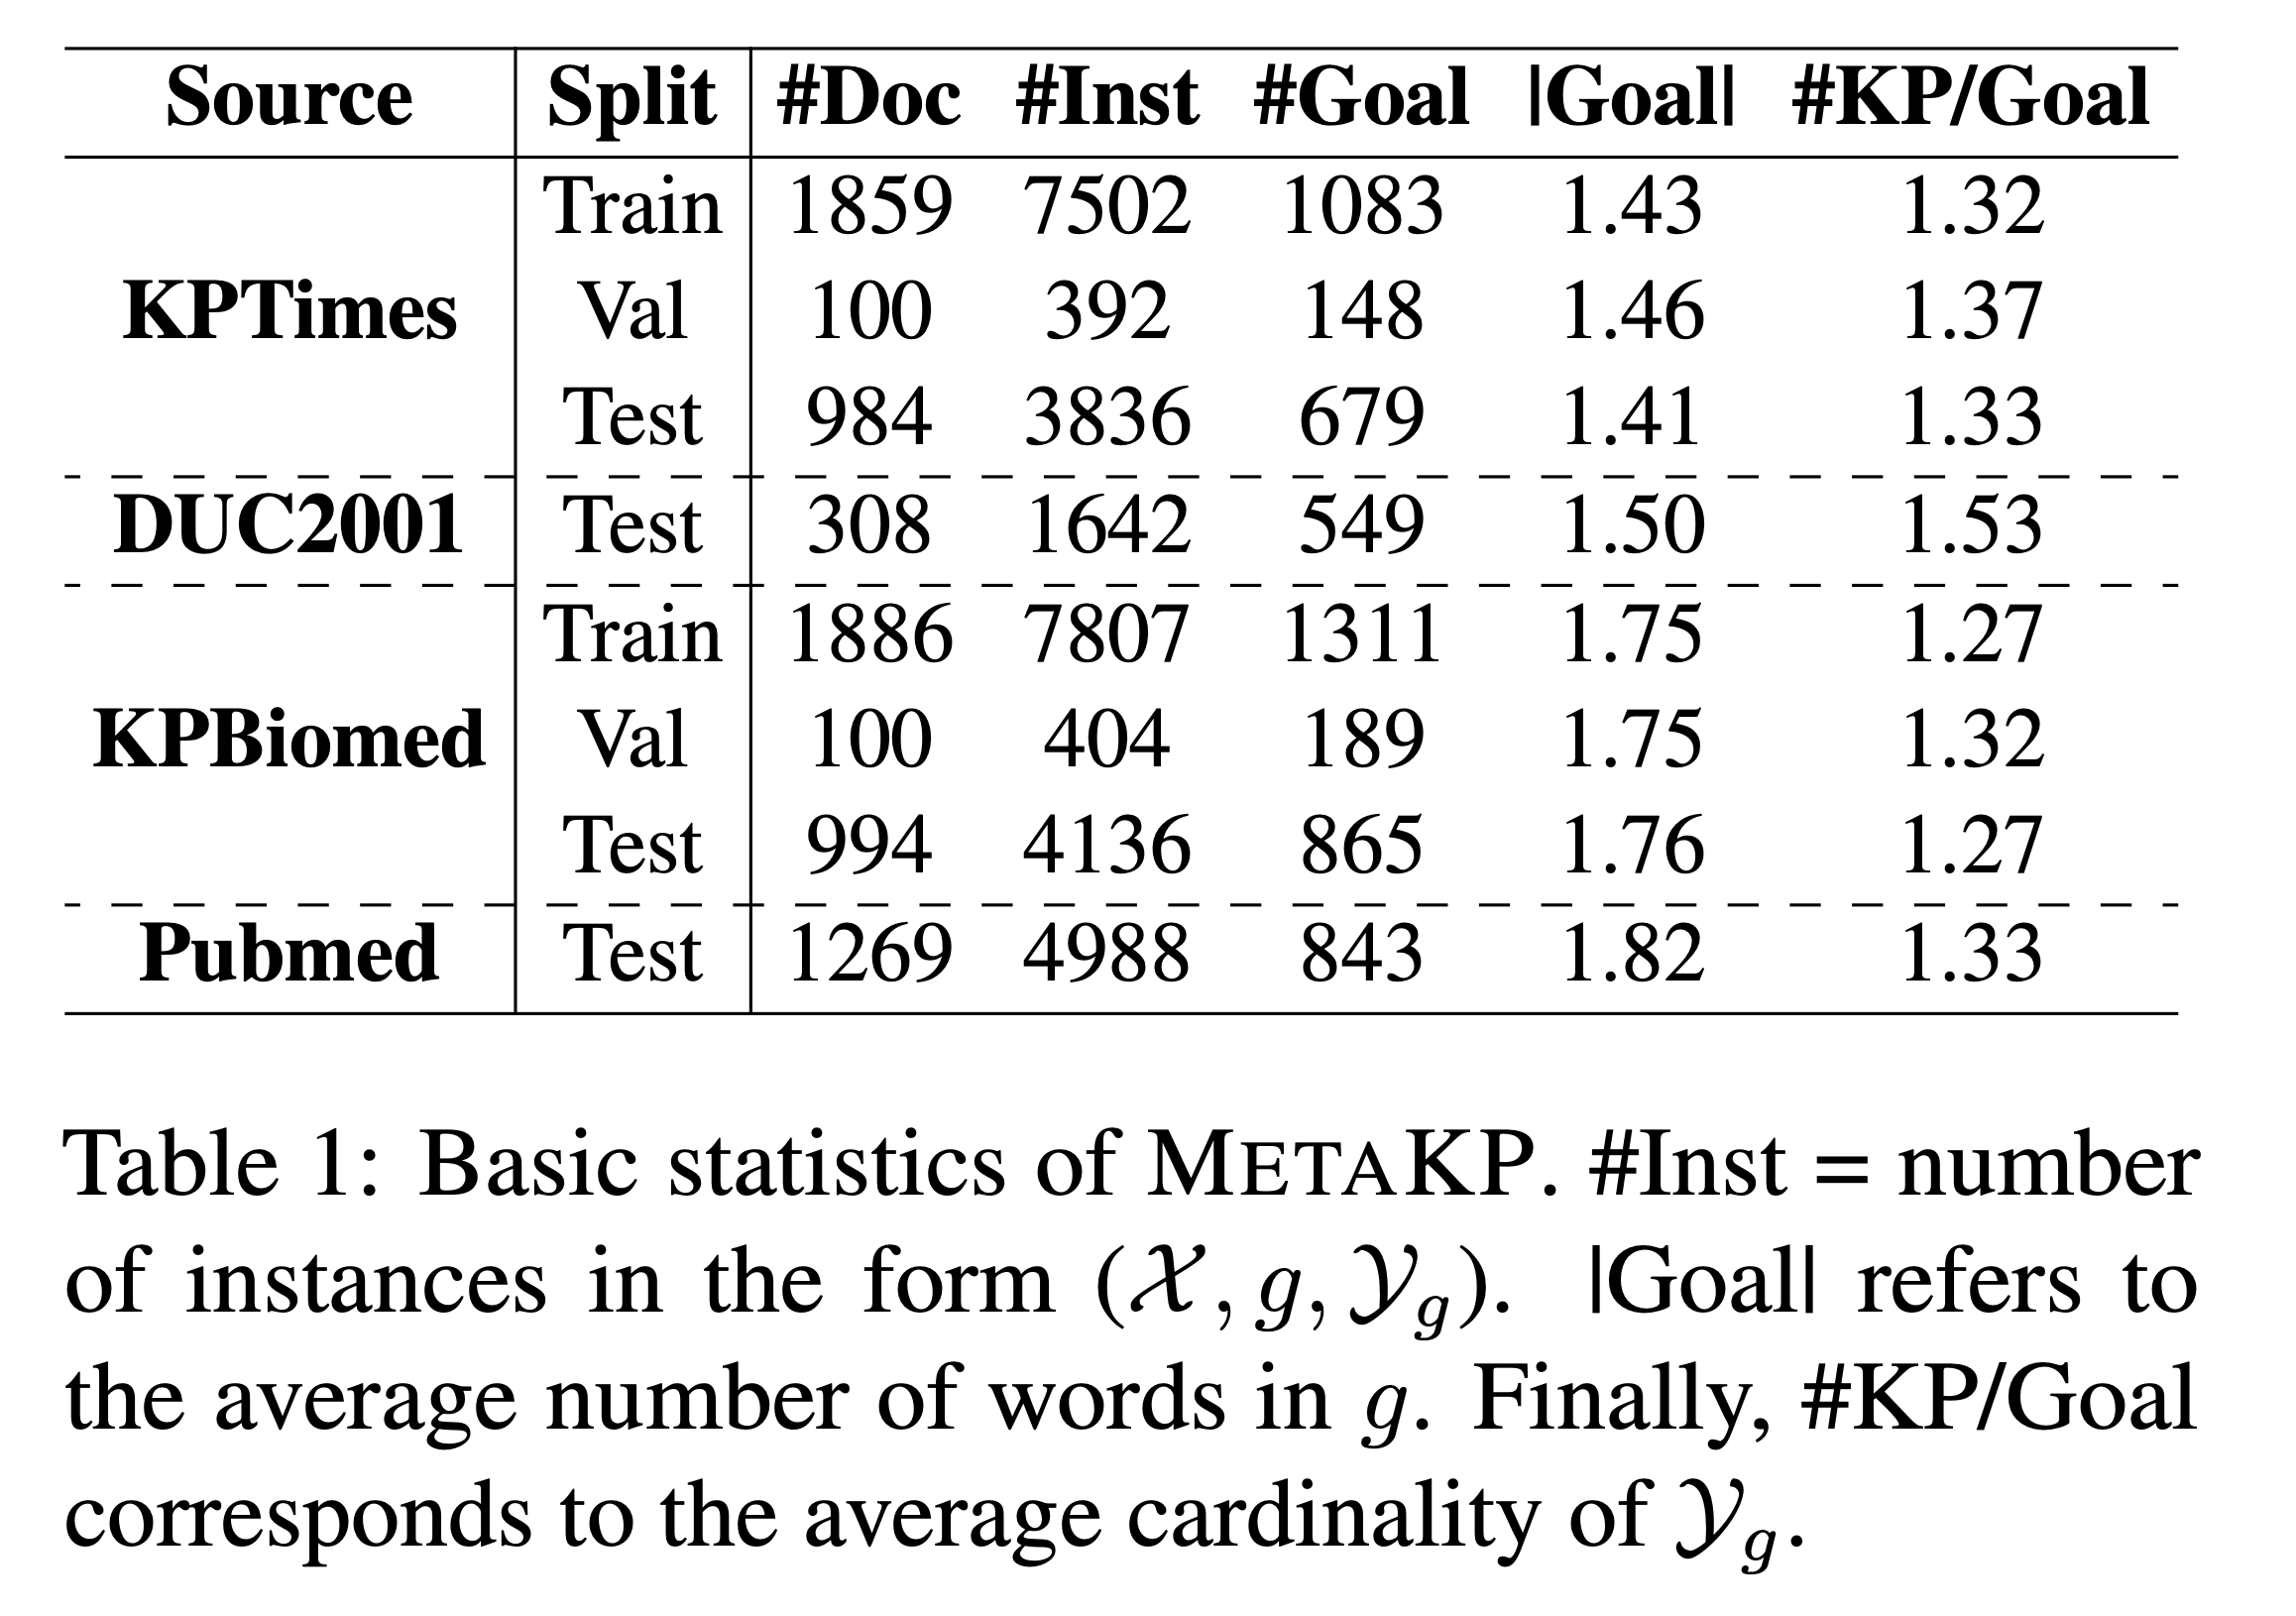 Source Split #Doc #Inst #Goal |Goal| #KP/Goal
Train 1859 7502 1083 1.43 1.32
KPTimes Val 100 392 148 1.46 1.37
Test 984 3836 679 1.41 1.33
DUC2001 Test 308 1642 549 1.50 1.53
Train 1886 7807 1311 1.75 1.27
KPBiomed Val 100 404 189 1.75 1.32
Test 994 4136 865 1.76 1.27
Pubmed Test 1269 4988 843 1.82 1.33
Table 1: Basic statistics of METAKP. #Inst = number
of instances in the form (𝒳, g, 𝒴g). |Goal| refers to
the average number of words in g. Finally, #KP/Goal
corresponds to the average cardinality of 𝒴g.